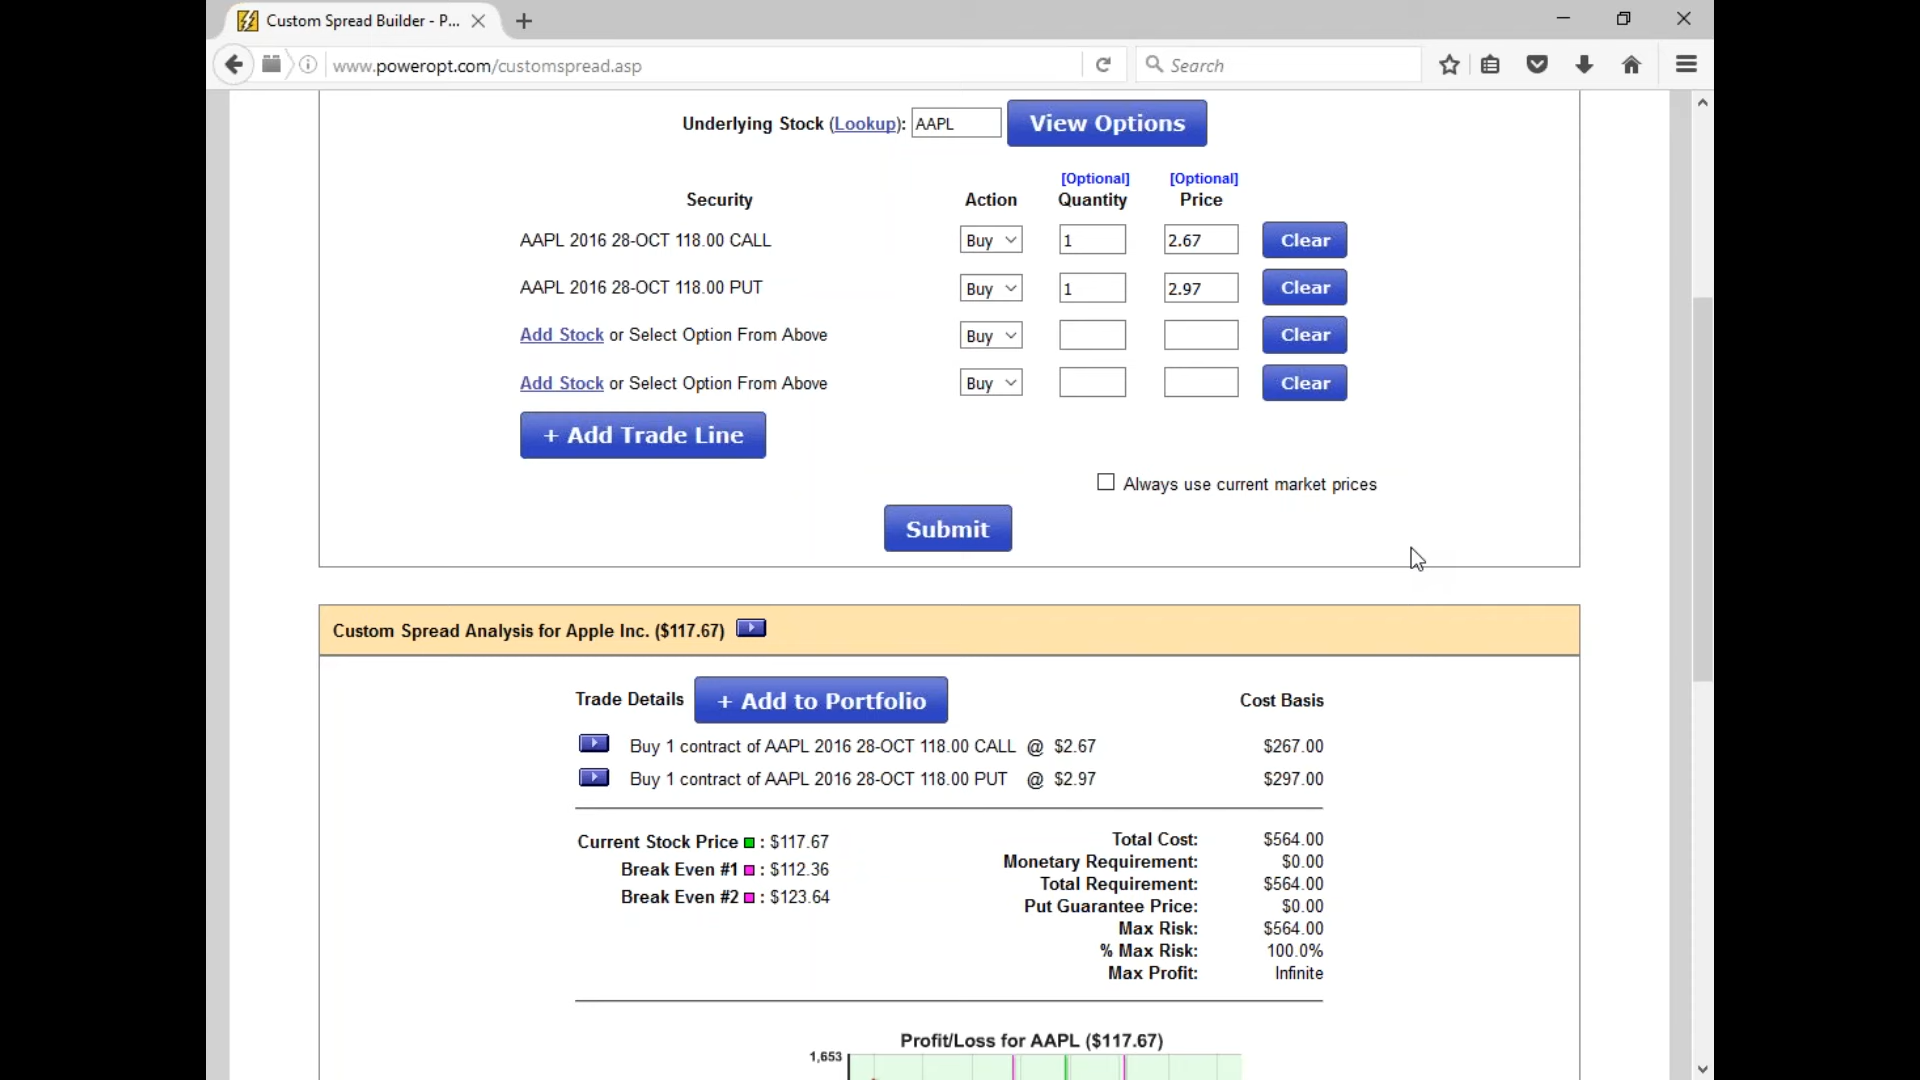 Custom Spread Builder - P...
www.poweropt.com/customspread.asp
Search
Underlying Stock (Lookup): AAPL View Options
[Optional] [Optional]
Security Action Quantity Price
AAPL 2016 28-OCT 118.00 CALL Buy 1 2.67 Clear
AAPL 2016 28-OCT 118.00 PUT Buy 1 2.97 Clear
Add Stock or Select Option From Above Buy Clear
Add Stock or Select Option From Above Buy Clear
+ Add Trade Line
Always use current market prices
Submit
Custom Spread Analysis for Apple Inc. ($117.67)
Trade Details + Add to Portfolio Cost Basis
Buy 1 contract of AAPL 2016 28-OCT 118.00 CALL @ $2.67 $267.00
Buy 1 contract of AAPL 2016 28-OCT 118.00 PUT @ $2.97 $297.00
Current Stock Price : $117.67
Break Even #1 : $112.36
Break Even #2 : $123.64
Total Cost: $564.00
Monetary Requirement: $0.00
Total Requirement: $564.00
Put Guarantee Price: $0.00
Max Risk: $564.00
% Max Risk: 100.0%
Max Profit: Infinite
Profit/Loss for AAPL ($117.67)
1,653